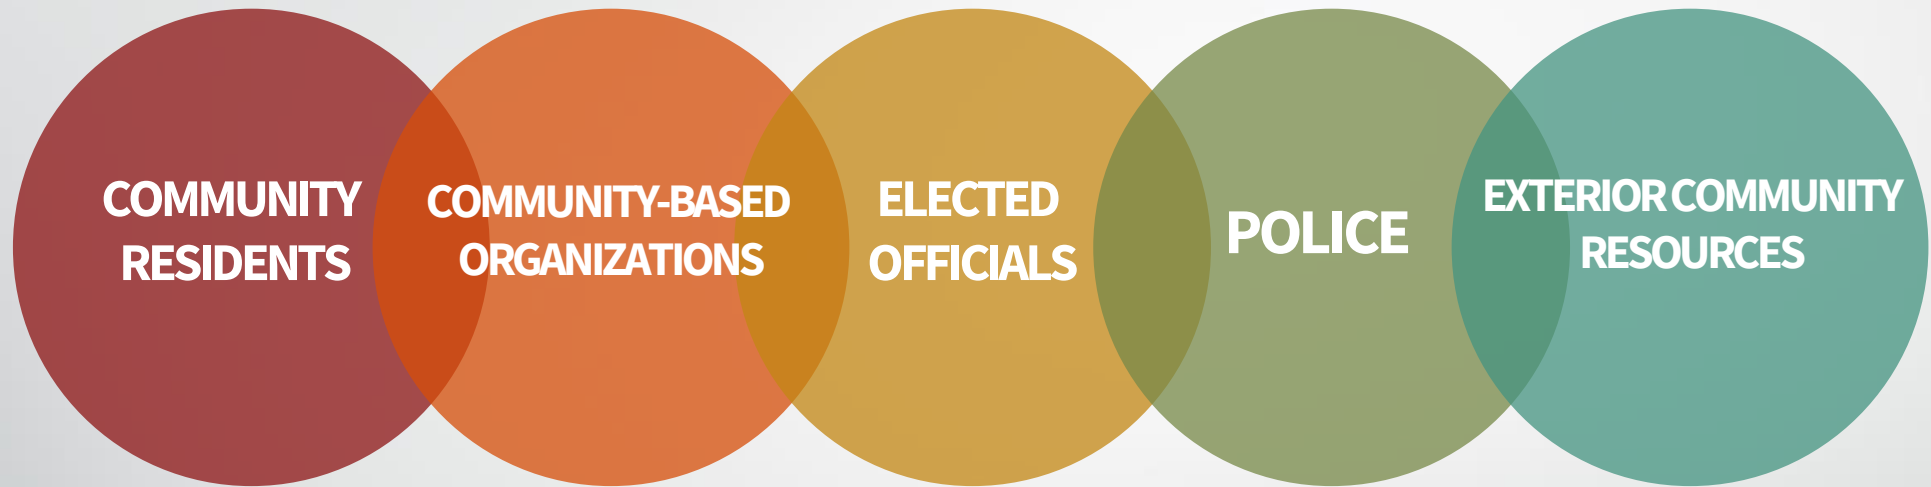 COMMUNITY
RESIDENTS
COMMUNITY-BASED
ORGANIZATIONS
ELECTED
OFFICIALS
POLICE
EXTERIOR COMMUNITY
RESOURCES